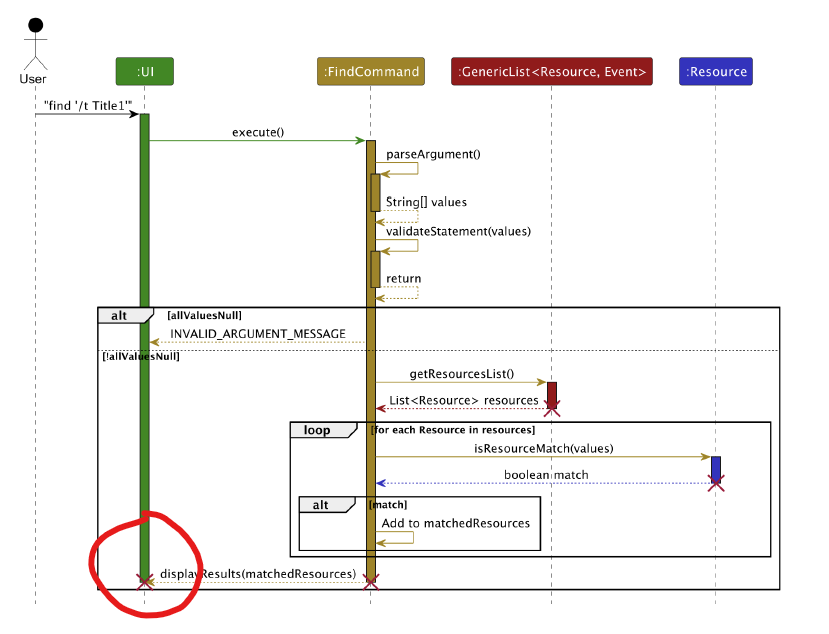 User
:UI
:FindCommand
:GenericList<Resource, Event>
:Resource
"find '/t Title1'"
execute()
parseArgument()
String[] values
validateStatement(values)
return
alt
[allValuesNull]
INVALID_ARGUMENT_MESSAGE
[!allValuesNull]
getResourcesList()
List<Resource> resources
loop
[for each Resource in resources]
isResourceMatch(values)
boolean match
alt
[match]
Add to matchedResources
displayResults(matchedResources)